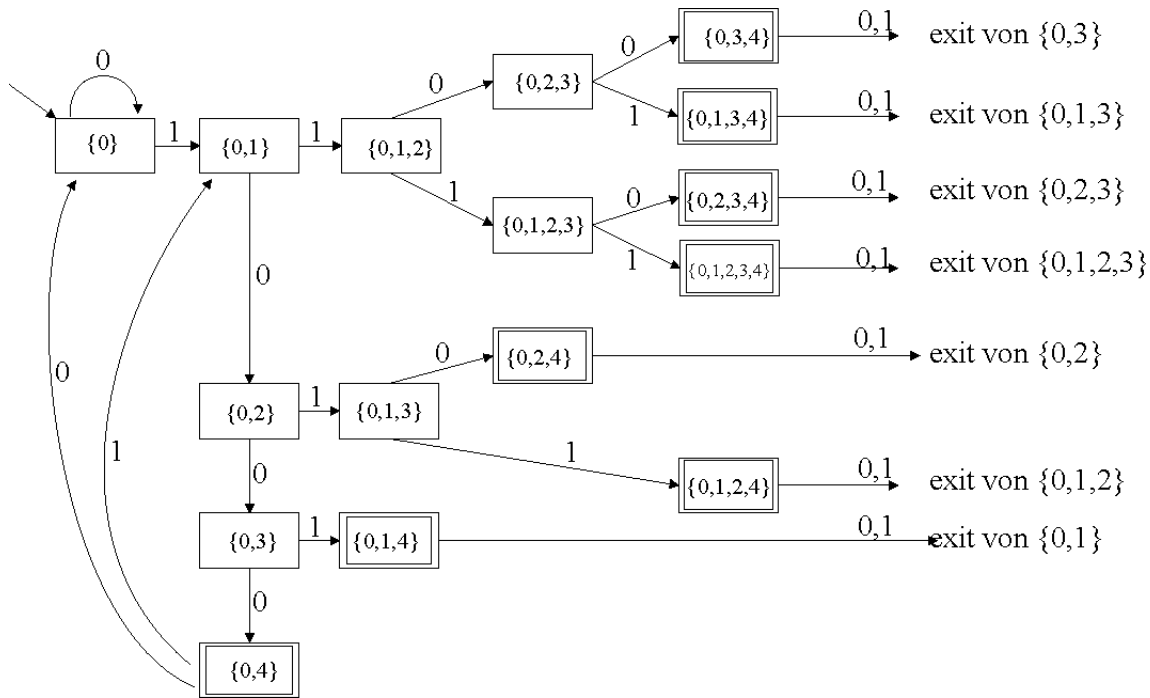 0,1
{0,3,4} exit von {0,3}
0
0 {0,2,3}
0
0,1
1 {0,1,3,4} exit von {0,1,3}
{0} 1 {0,1} 1 {0,1,2}
0,1
1 0 {0,2,3,4} exit von {0,2,3}
{0,1,2,3}
0,1
1 {0,1,2,3,4} exit von {0,1,2,3}
0
0,1
0 {0,2,4} exit von {0,2}
0
{0,2} 1 {0,1,3}
1
1 0
0,1
{0,1,2,4} exit von {0,1,2}
0,1
{0,3} 1 {0,1,4} exit von {0,1}
0
{0,4}